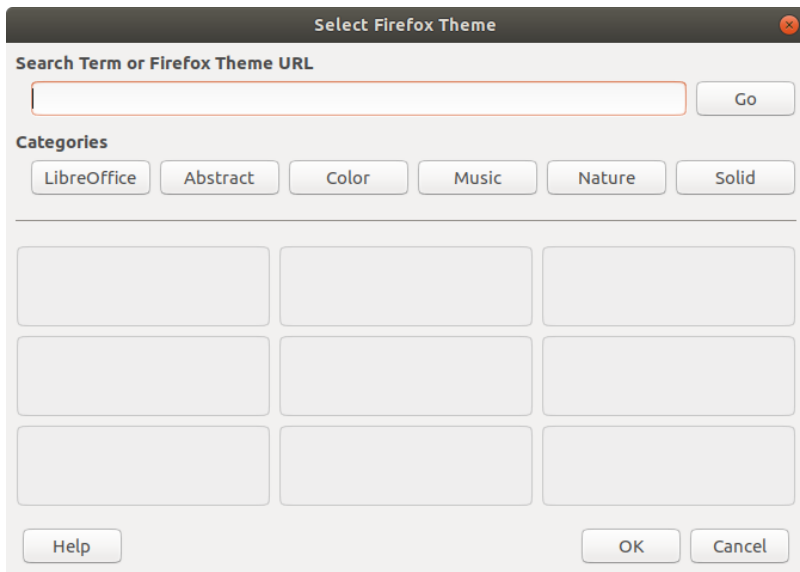 Select Firefox Theme
Search Term or Firefox Theme URL
Go
Categories
LibreOffice Abstract Color Music Nature Solid
Help OK Cancel